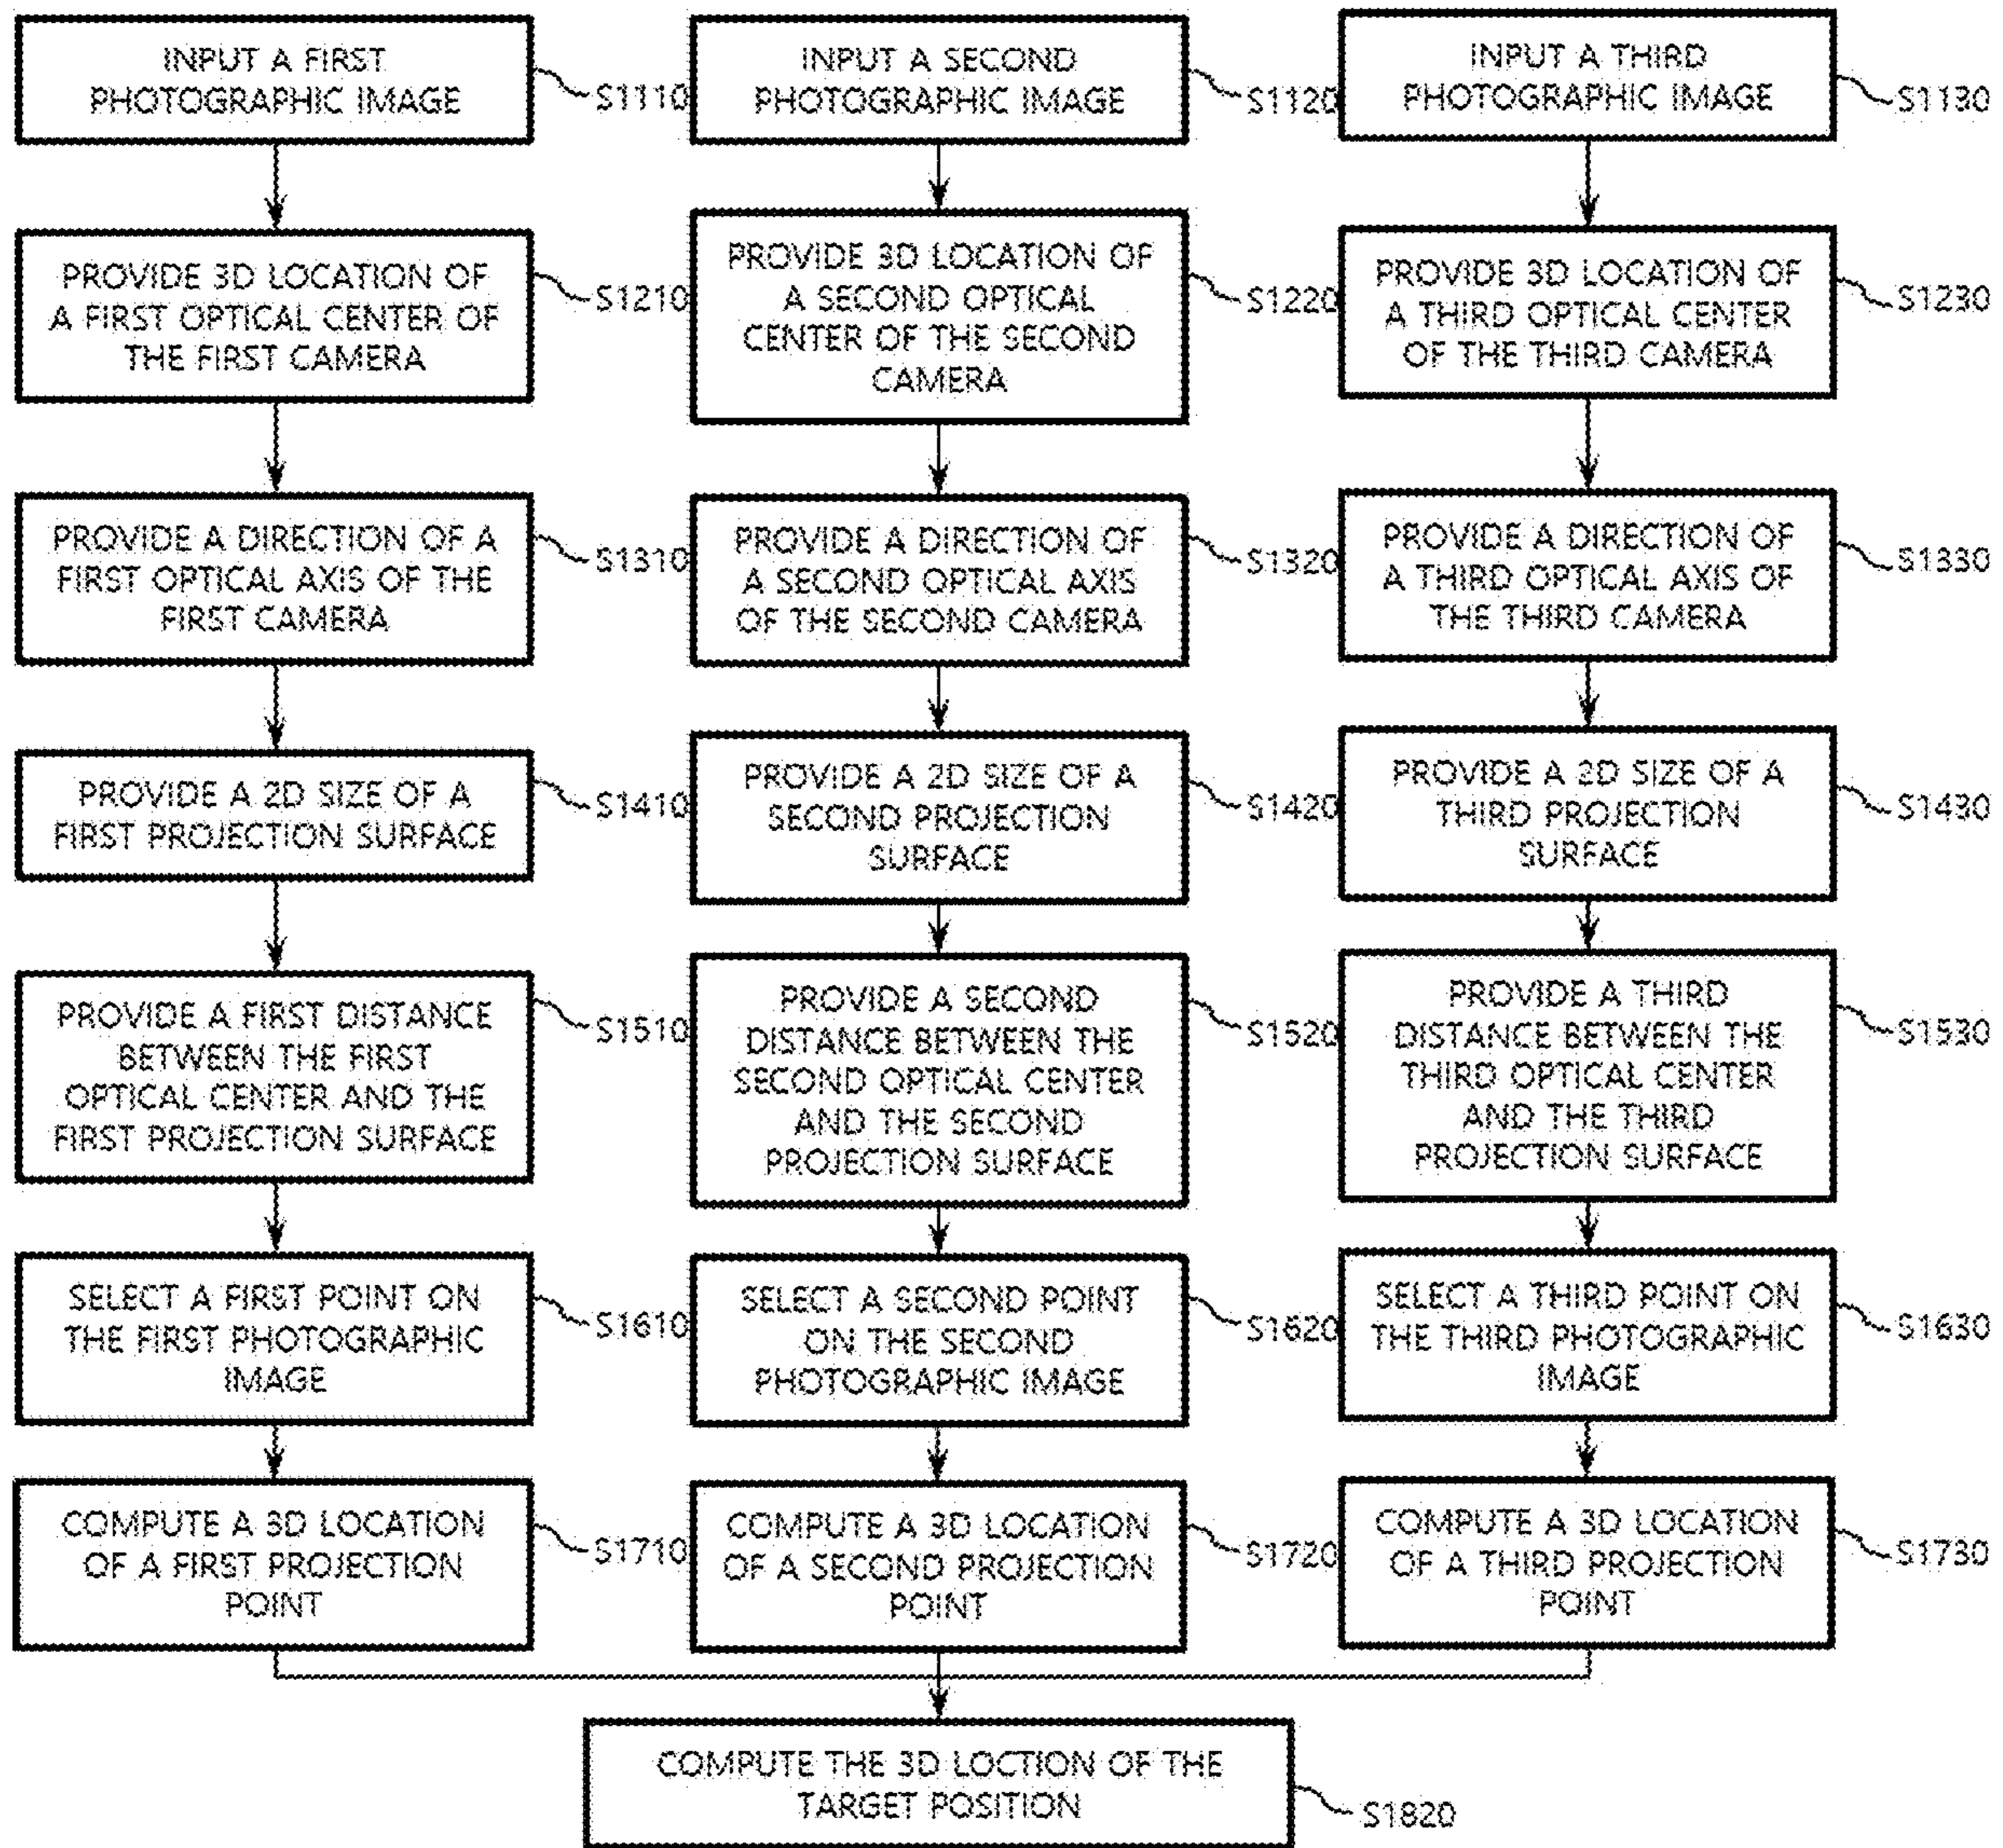 INPUT A FIRST
PHOTOGRAPHIC IMAGE
S1110
INPUT A SECOND
PHOTOGRAPHIC IMAGE
S1120
INPUT A THIRD
PHOTOGRAPHIC IMAGE
S1130
PROVIDE 3D LOCATION OF
A FIRST OPTICAL CENTER OF
THE FIRST CAMERA
S1210
PROVIDE 3D LOCATION OF
A SECOND OPTICAL
CENTER OF THE SECOND
CAMERA
S1220
PROVIDE 3D LOCATION OF
A THIRD OPTICAL CENTER
OF THE THIRD CAMERA
S1230
PROVIDE A DIRECTION OF A
FIRST OPTICAL AXIS OF THE
FIRST CAMERA
S1310
PROVIDE A DIRECTION OF
A SECOND OPTICAL AXIS
OF THE SECOND CAMERA
S1320
PROVIDE A DIRECTION OF
A THIRD OPTICAL AXIS OF
THE THIRD CAMERA
S1330
PROVIDE A 2D SIZE OF A
FIRST PROJECTION SURFACE
S1410
PROVIDE A 2D SIZE OF A
SECOND PROJECTION
SURFACE
S1420
PROVIDE A 2D SIZE OF A
THIRD PROJECTION
SURFACE
S1430
PROVIDE A FIRST DISTANCE
BETWEEN THE FIRST
OPTICAL CENTER AND THE
FIRST PROJECTION SURFACE
S1510
PROVIDE A SECOND
DISTANCE BETWEEN THE
SECOND OPTICAL CENTER
AND THE SECOND
PROJECTION SURFACE
S1520
PROVIDE A THIRD
DISTANCE BETWEEN THE
THIRD OPTICAL CENTER
AND THE THIRD
PROJECTION SURFACE
S1530
SELECT A FIRST POINT ON
THE FIRST PHOTOGRAPHIC
IMAGE
S1610
SELECT A SECOND POINT
ON THE SECOND
PHOTOGRAPHIC IMAGE
S1620
SELECT A THIRD POINT ON
THE THIRD PHOTOGRAPHIC
IMAGE
S1630
COMPUTE A 3D LOCATION
OF A FIRST PROJECTION
POINT
S1710
COMPUTE A 3D LOCATION
OF A SECOND PROJECTION
POINT
S1720
COMPUTE A 3D LOCATION
OF A THIRD PROJECTION
POINT
S1730
COMPUTE THE 3D LOCTION OF THE
TARGET POSITION
S1820